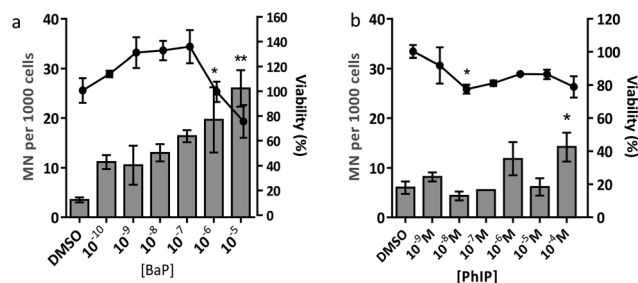 a
MN per 1000 cells
40
30
20
10
0
160
140
120
100
80
60
40
20
0
Viability (%)
*
**
DMSO
10⁻¹⁰
10⁻⁹
10⁻⁸
10⁻⁷
10⁻⁶
10⁻⁵
[BaP]
b
MN per 1000 cells
40
30
20
10
0
120
100
80
60
40
20
0
Viability (%)
*
*
DMSO
10⁻⁹M
10⁻⁸M
10⁻⁷M
10⁻⁶M
10⁻⁵M
10⁻⁴M
[PhIP]